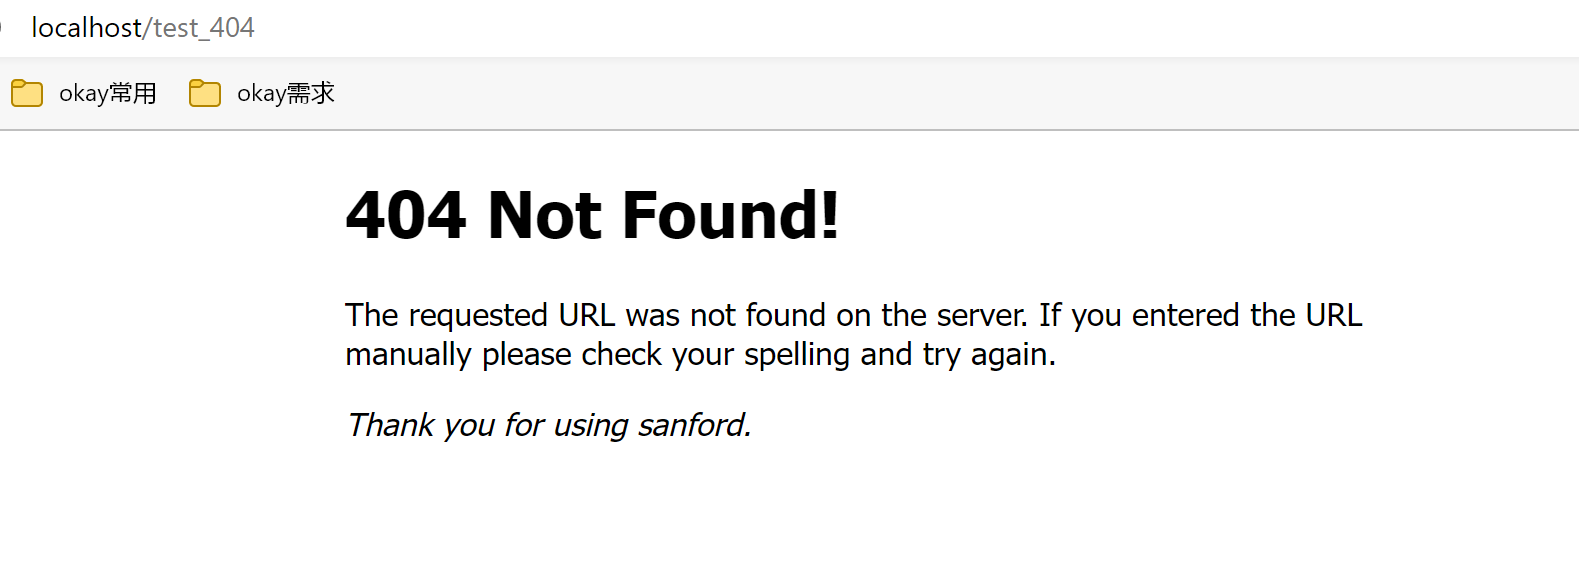 localhost/test_404
okay常用 okay需求
404 Not Found!
The requested URL was not found on the server. If you entered the URL
manually please check your spelling and try again.
Thank you for using sanford.